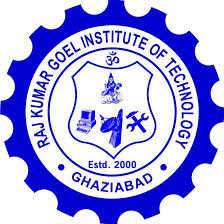 RAJ KUMAR GOEL INSTITUTE OF TECHNOLOGY
ॐ
Estd. 2000
GHAZIABAD